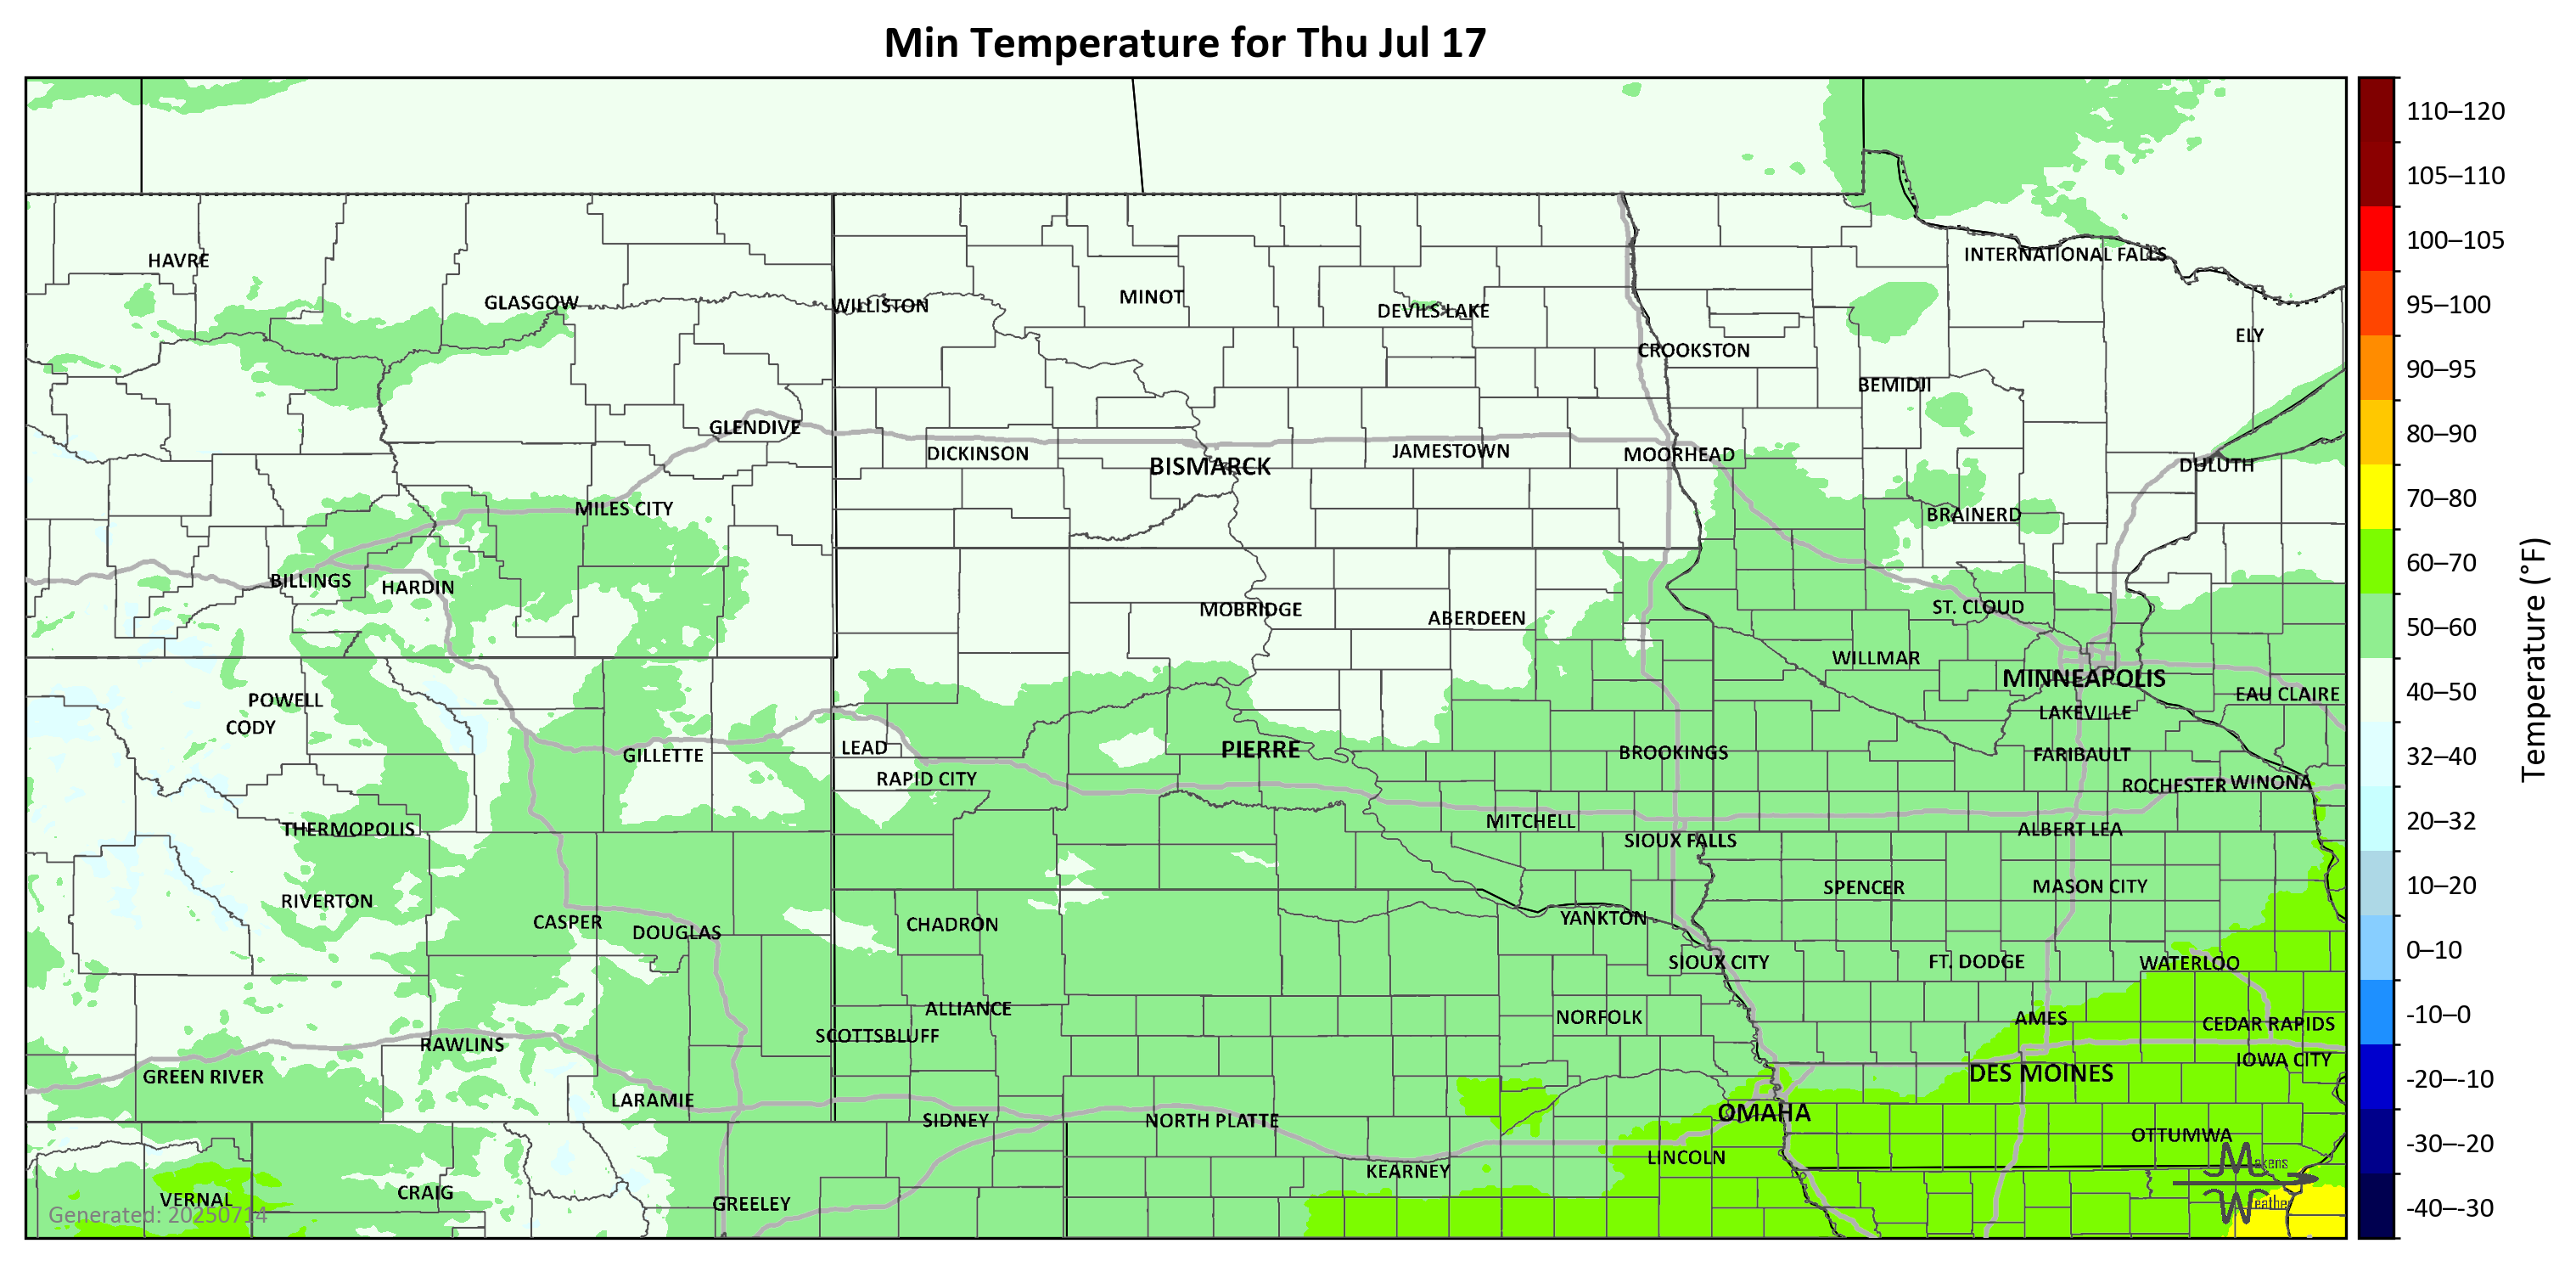 Min Temperature for Thu Jul 17
110–120
105–110
100–105
95–100
90–95
80–90
70–80
60–70
50–60
40–50
32–40
20–32
10–20
0–10
-10–0
-20–-10
-30–-20
-40–-30
Temperature (°F)
HAVRE
INTERNATIONAL FALLS
GLASGOW
WILLISTON
MINOT
DEVILS LAKE
ELY
CROOKSTON
BEMIDJI
GLENDIVE
DICKINSON
BISMARCK
JAMESTOWN
MOORHEAD
DULUTH
MILES CITY
BRAINERD
BILLINGS
HARDIN
MOBRIDGE
ABERDEEN
ST. CLOUD
WILLMAR
MINNEAPOLIS
EAU CLAIRE
POWELL
CODY
LAKEVILLE
GILLETTE
LEAD
PIERRE
BROOKINGS
FARIBAULT
RAPID CITY
ROCHESTER
WINONA
THERMOPOLIS
MITCHELL
SIOUX FALLS
ALBERT LEA
RIVERTON
SPENCER
MASON CITY
CASPER
DOUGLAS
CHADRON
YANKTON
SIOUX CITY
FT. DODGE
WATERLOO
ALLIANCE
SCOTTSBLUFF
NORFOLK
AMES
CEDAR RAPIDS
RAWLINS
IOWA CITY
GREEN RIVER
DES MOINES
LARAMIE
SIDNEY
NORTH PLATTE
OMAHA
OTTUMWA
LINCOLN
KEARNEY
VERNAL
CRAIG
GREELEY
Makens
Weather
Generated: 20250714